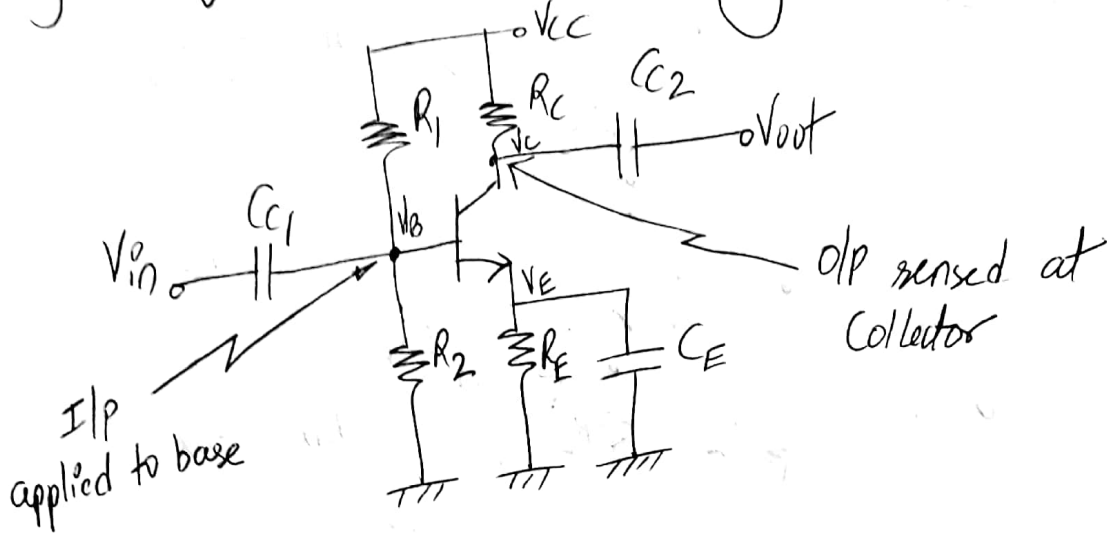 VCC
R1
RC
CC2
VC
Vout
CC1
VB
Vin
VE
O/P sensed at
Collector
R2
RE
CE
I/P
applied to base